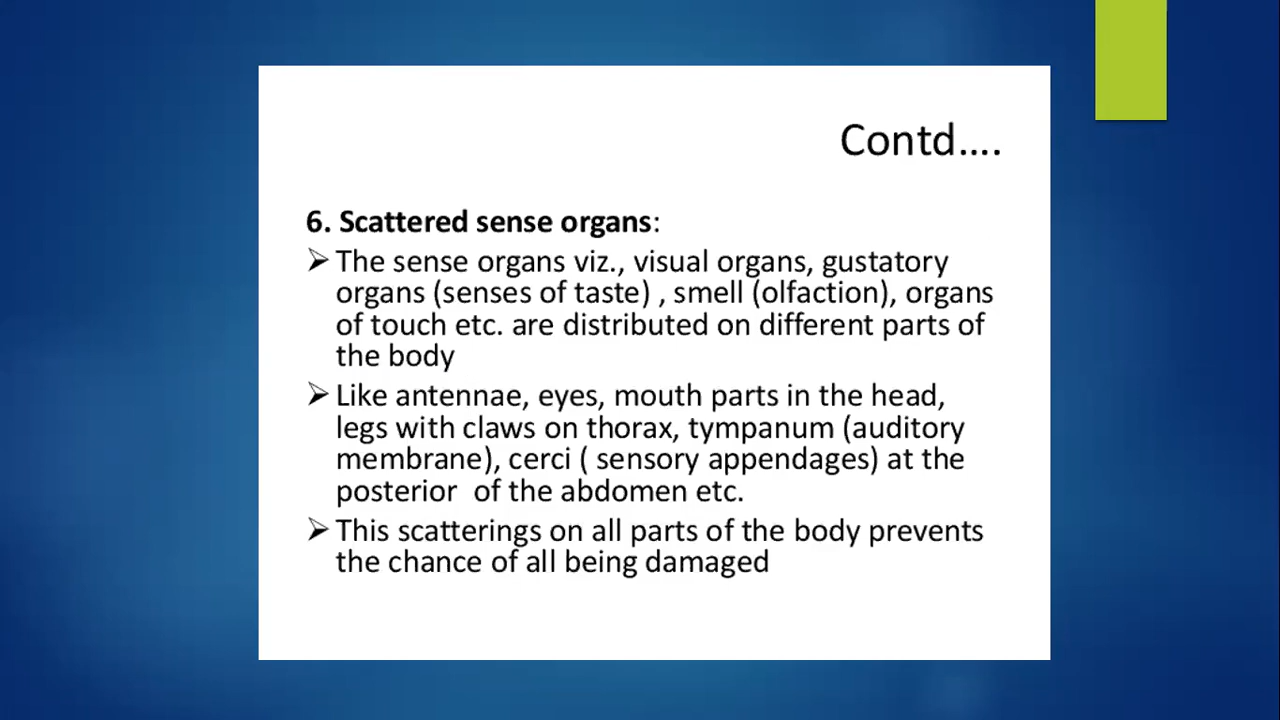 Contd....
6. Scattered sense organs:
➢ The sense organs viz., visual organs, gustatory
organs (senses of taste) , smell (olfaction), organs
of touch etc. are distributed on different parts of
the body
➢ Like antennae, eyes, mouth parts in the head,
legs with claws on thorax, tympanum (auditory
membrane), cerci ( sensory appendages) at the
posterior  of the abdomen etc.
➢ This scatterings on all parts of the body prevents
the chance of all being damaged